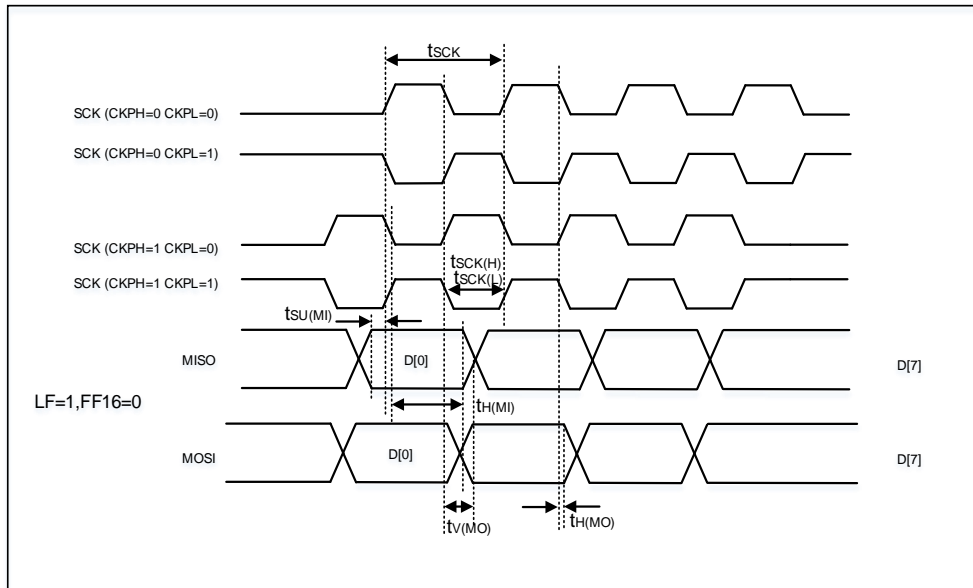 tSCK
SCK (CKPH=0 CKPL=0)
SCK (CKPH=0 CKPL=1)
SCK (CKPH=1 CKPL=0)
tSCK(H)
SCK (CKPH=1 CKPL=1)
tSCK(L)
tSU(MI)
MISO
D[0]
D[7]
LF=1,FF16=0
tH(MI)
MOSI
D[0]
D[7]
tV(MO)
tH(MO)